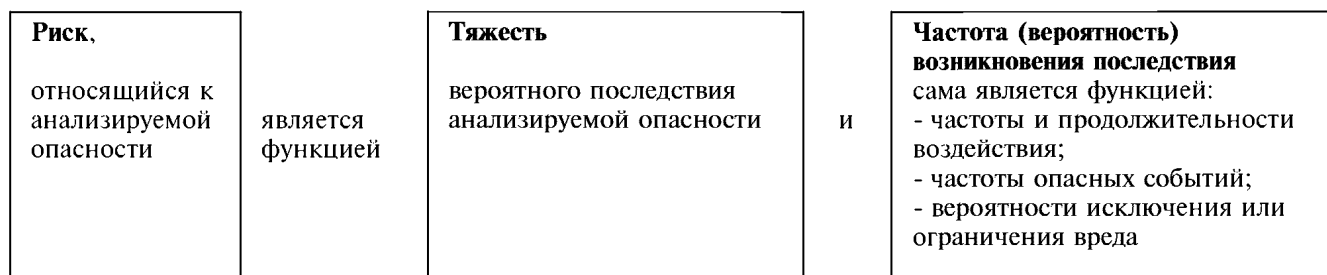 Риск,
относящийся к
анализируемой
опасности
является
функцией
Тяжесть
вероятного последствия
анализируемой опасности
и
Частота (вероятность)
возникновения последствия
сама является функцией:
- частоты и продолжительности
воздействия;
- частоты опасных событий;
- вероятности исключения или
ограничения вреда